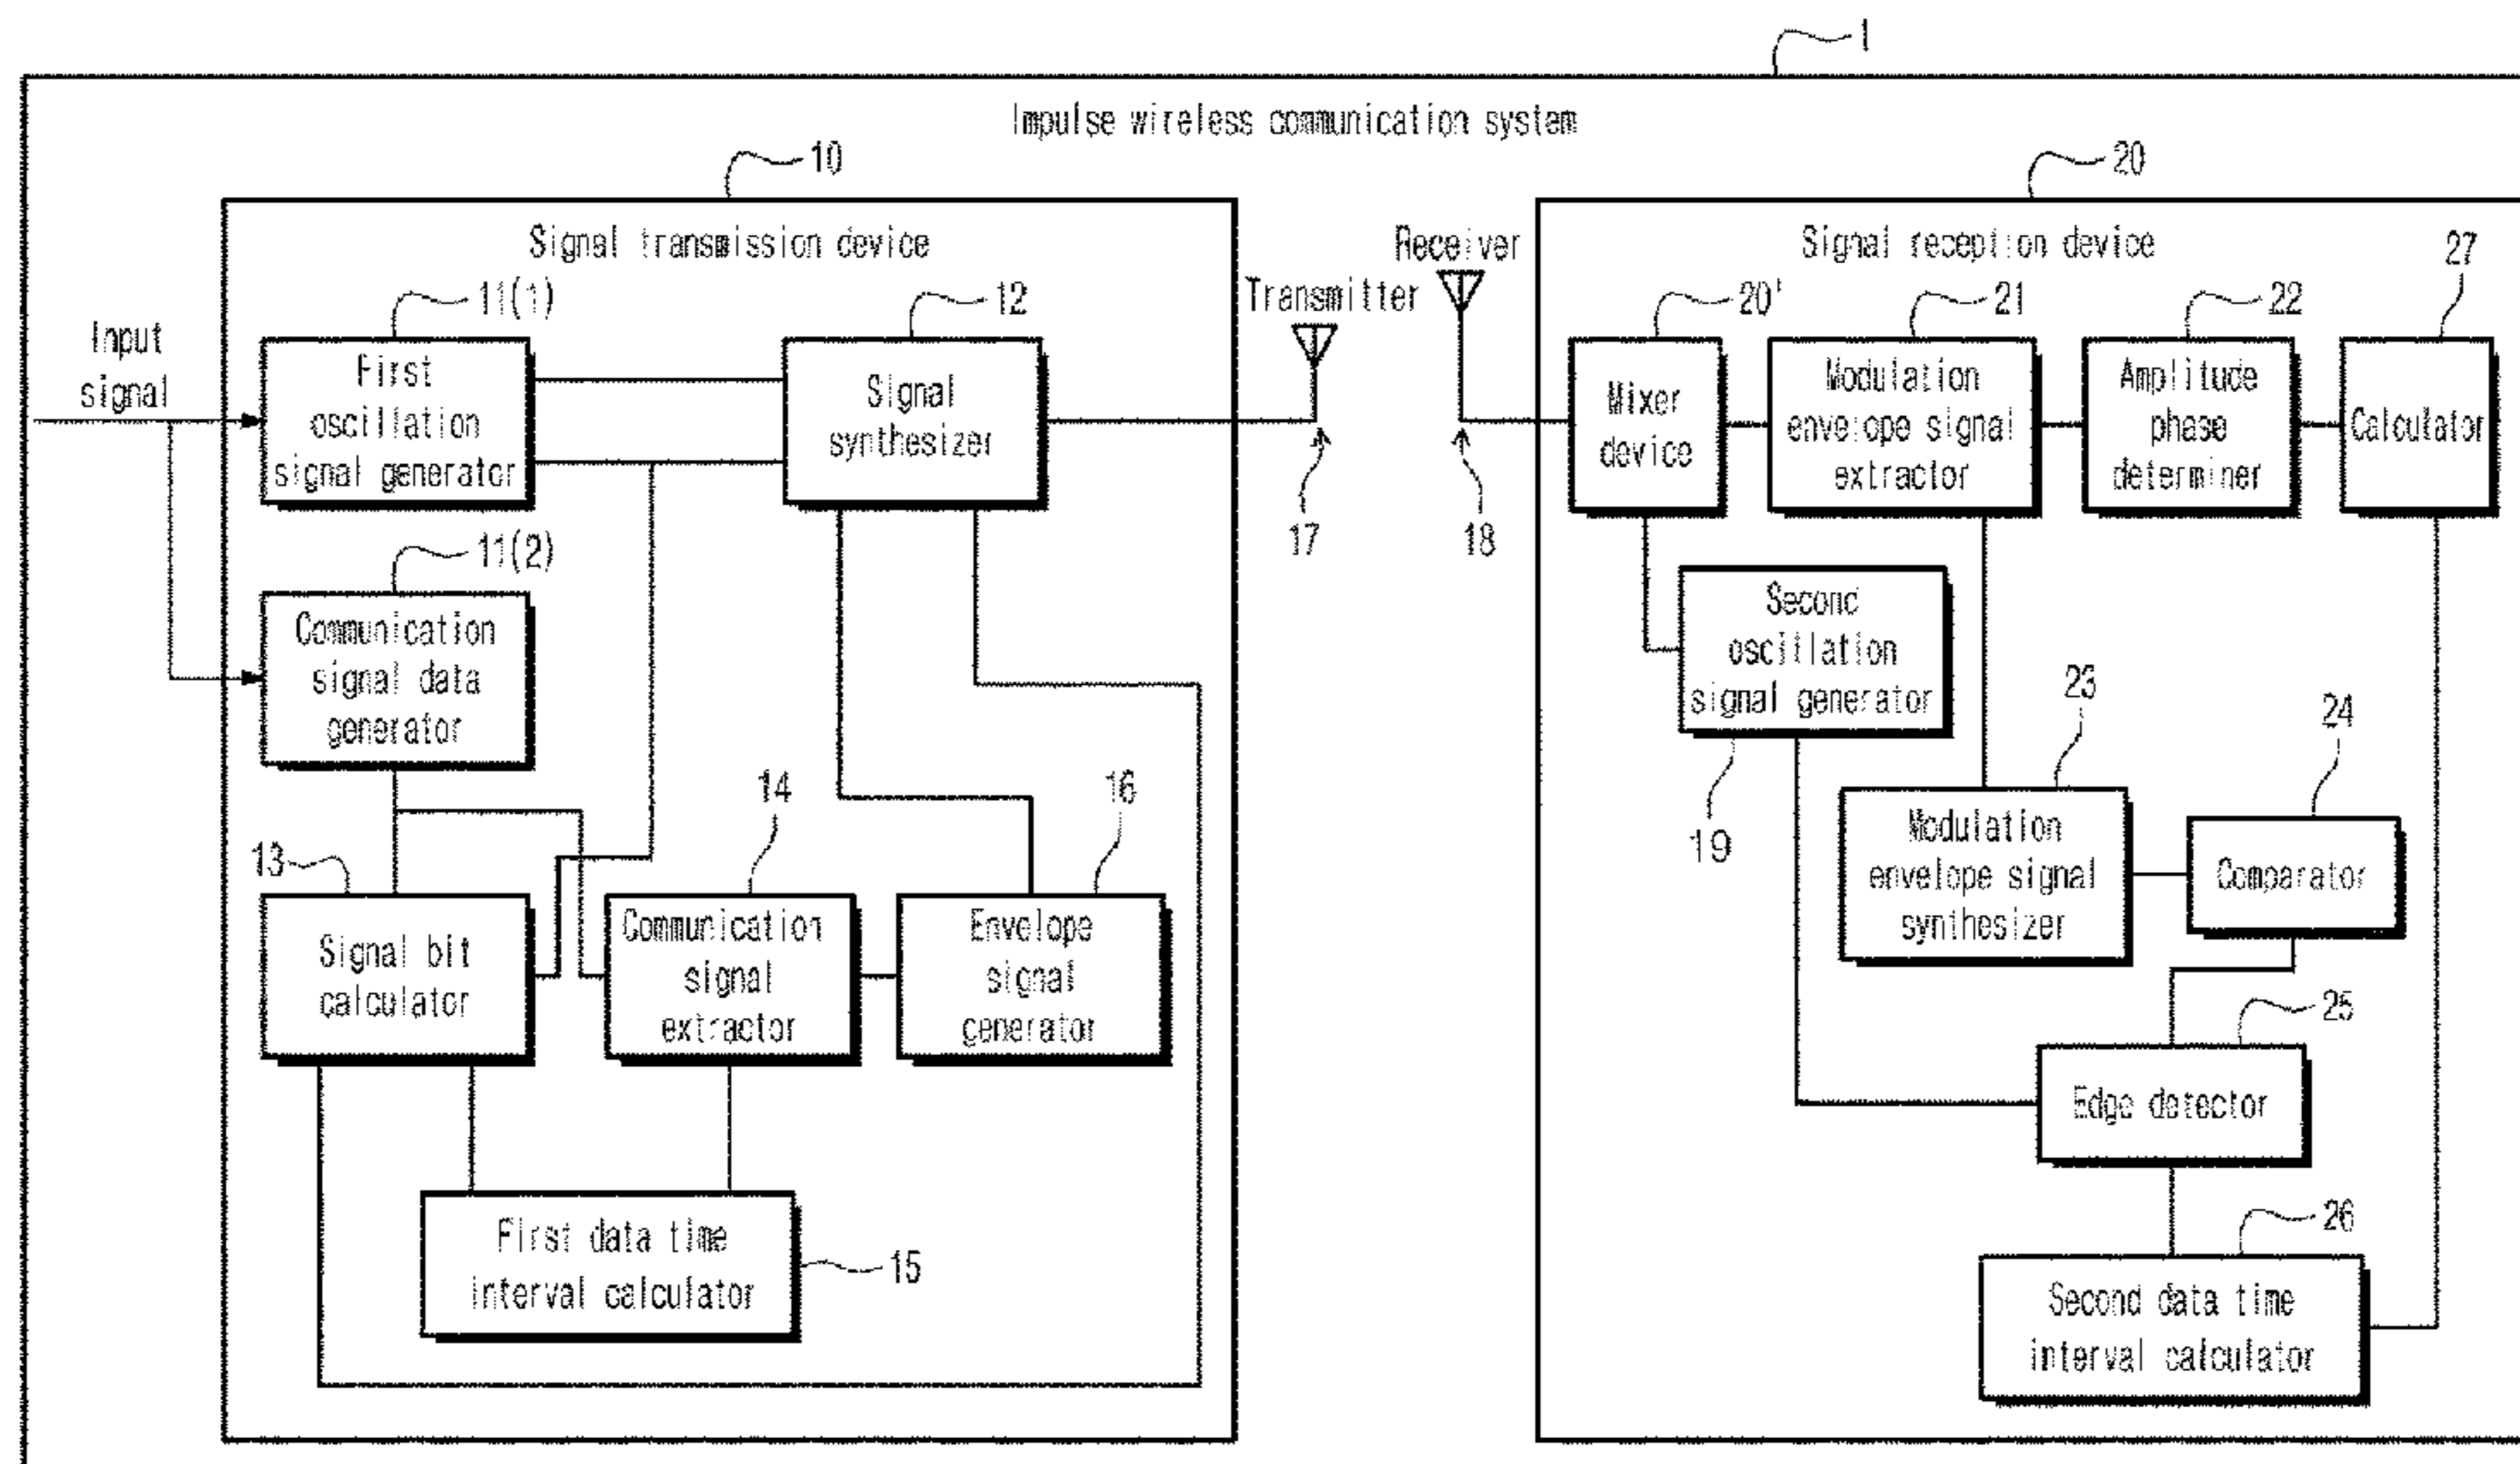 1
Impulse wireless communication system
10
20
Signal transmission device
Receiver
Signal reception device
27
11(1)
12
Transmitter
20'
21
22
Input
signal
First
oscillation
signal generator
Signal
synthesizer
Mixer
device
Modulation
envelope signal
extractor
Amplitude
phase
determiner
Calculator
17
18
11(2)
Communication
signal data
generator
Second
oscillation
signal generator
19
23
24
14
16
13
Modulation
envelope signal
synthesizer
Comparator
Signal bit
calculator
Communication
signal
extractor
Envelope
signal
generator
25
Edge detector
First data time
interval calculator
15
26
Second data time
interval calculator